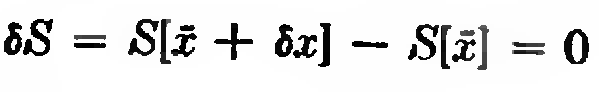 δS = S[x̄ + δx] − S[x̄] = 0